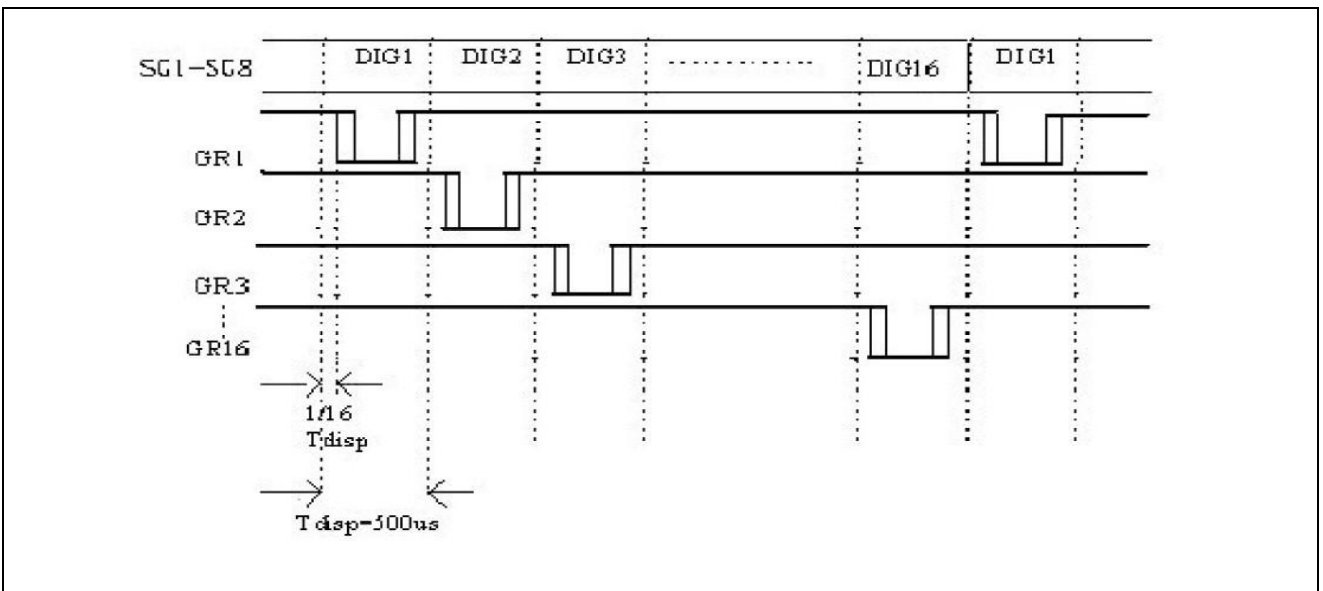 SG1-SG8 DIG1 DIG2 DIG3 .............. DIG16 DIG1
GR1
GR2
GR3
GR16
1/16
Tdisp
Tdisp=500us